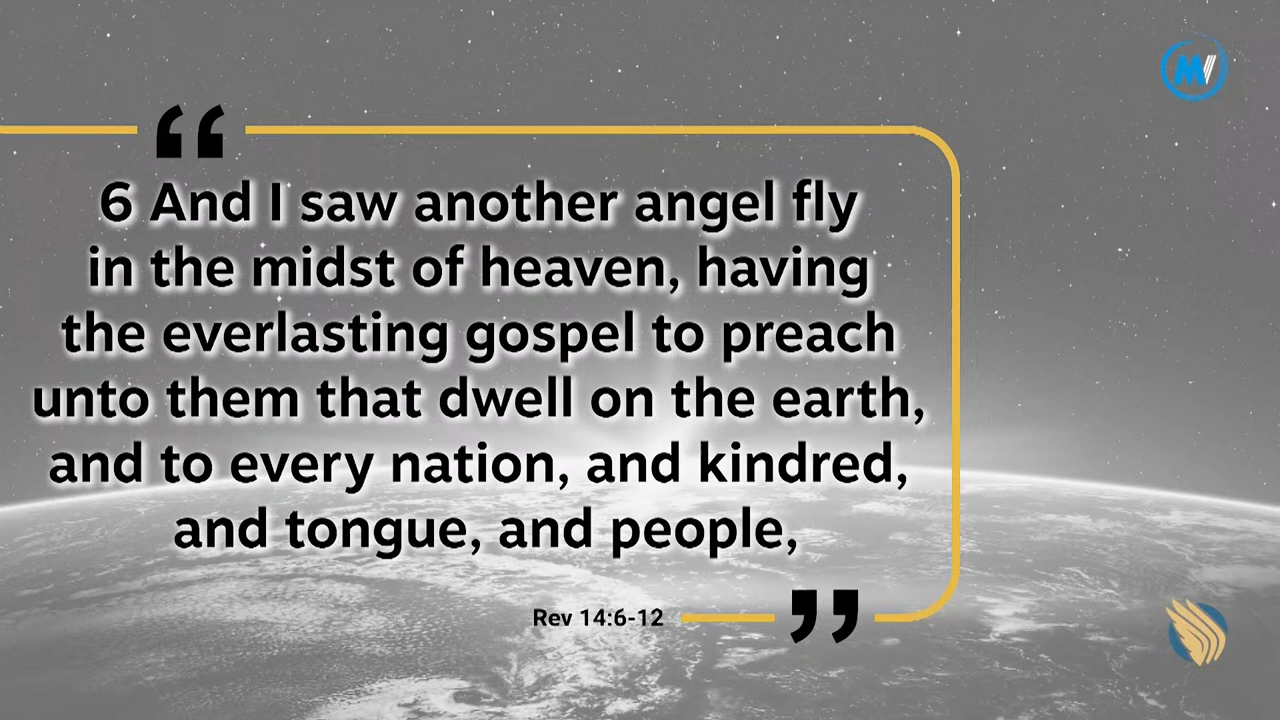 “
6 And I saw another angel fly
in the midst of heaven, having
the everlasting gospel to preach
unto them that dwell on the earth,
and to every nation, and kindred,
and tongue, and people,
Rev 14:6-12
”